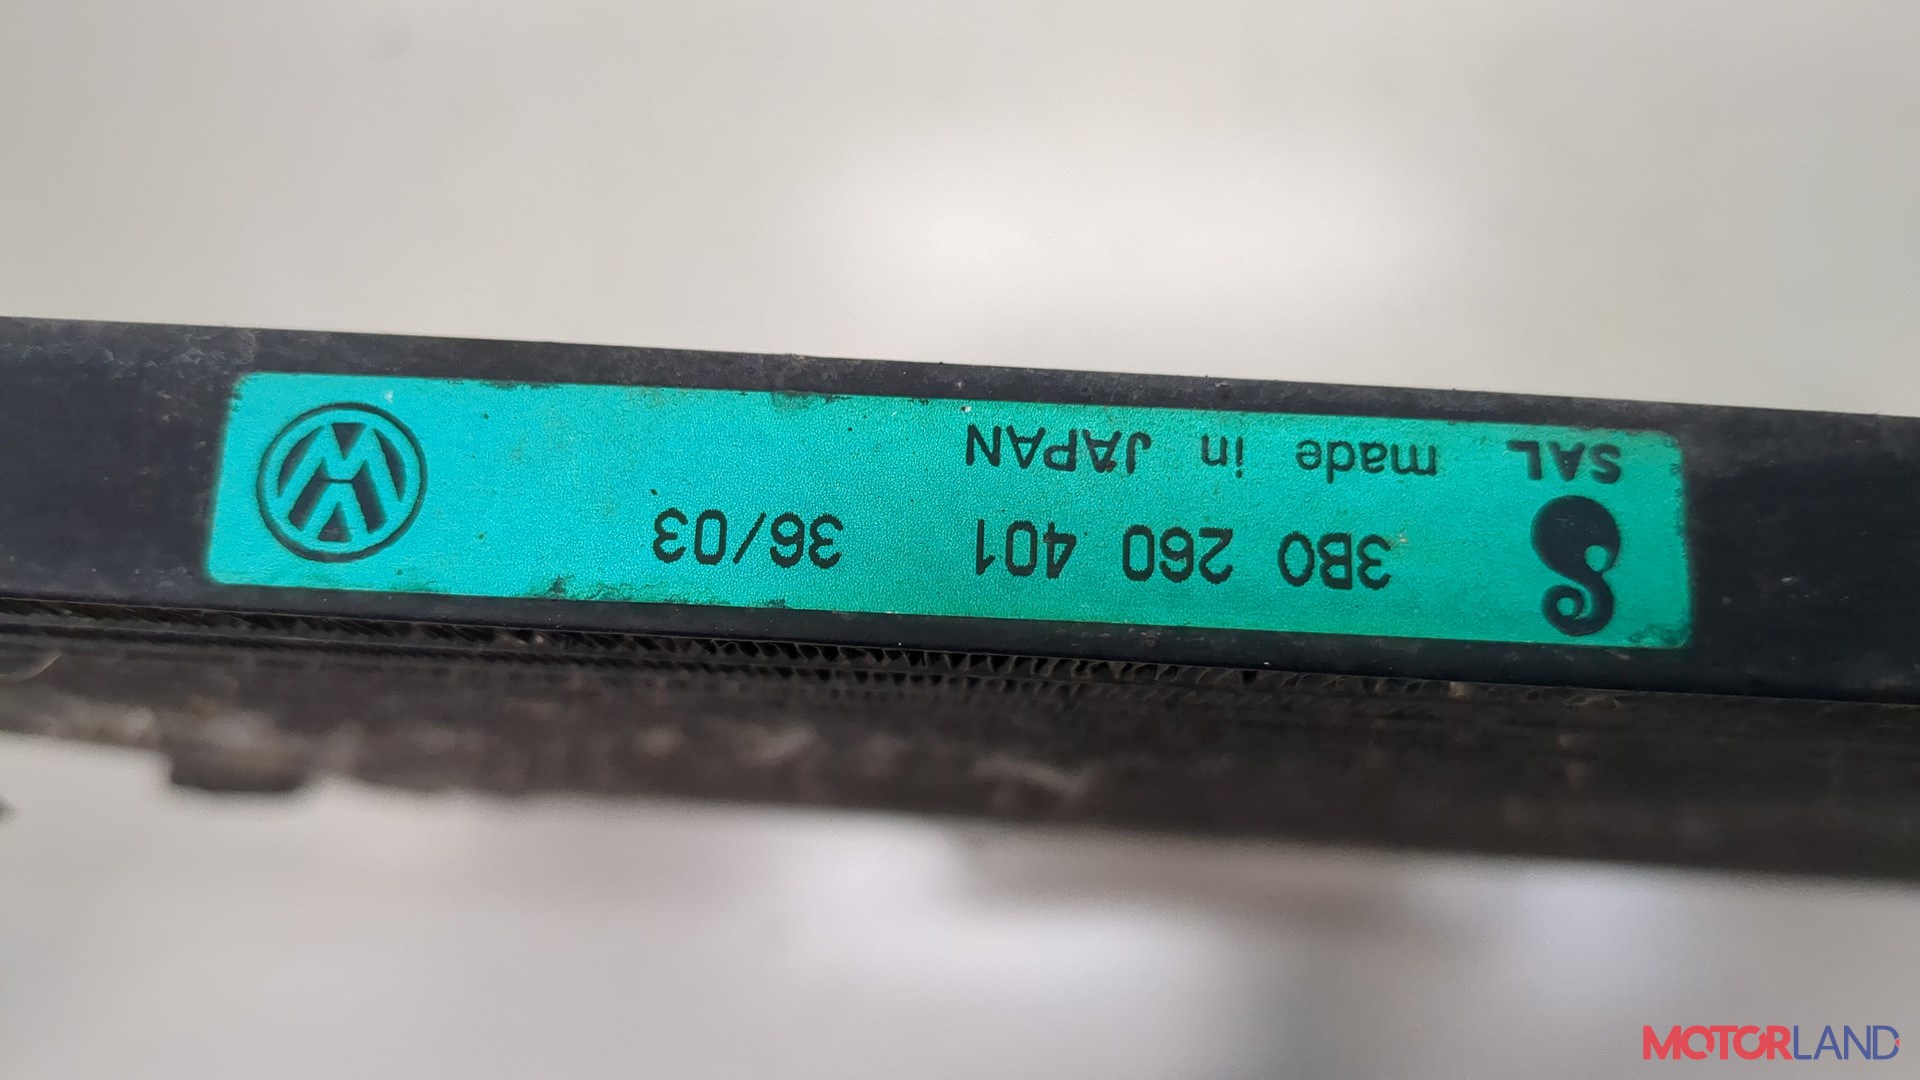 3B0 260 401 36/03
SAL made in JAPAN
MOTORLAND